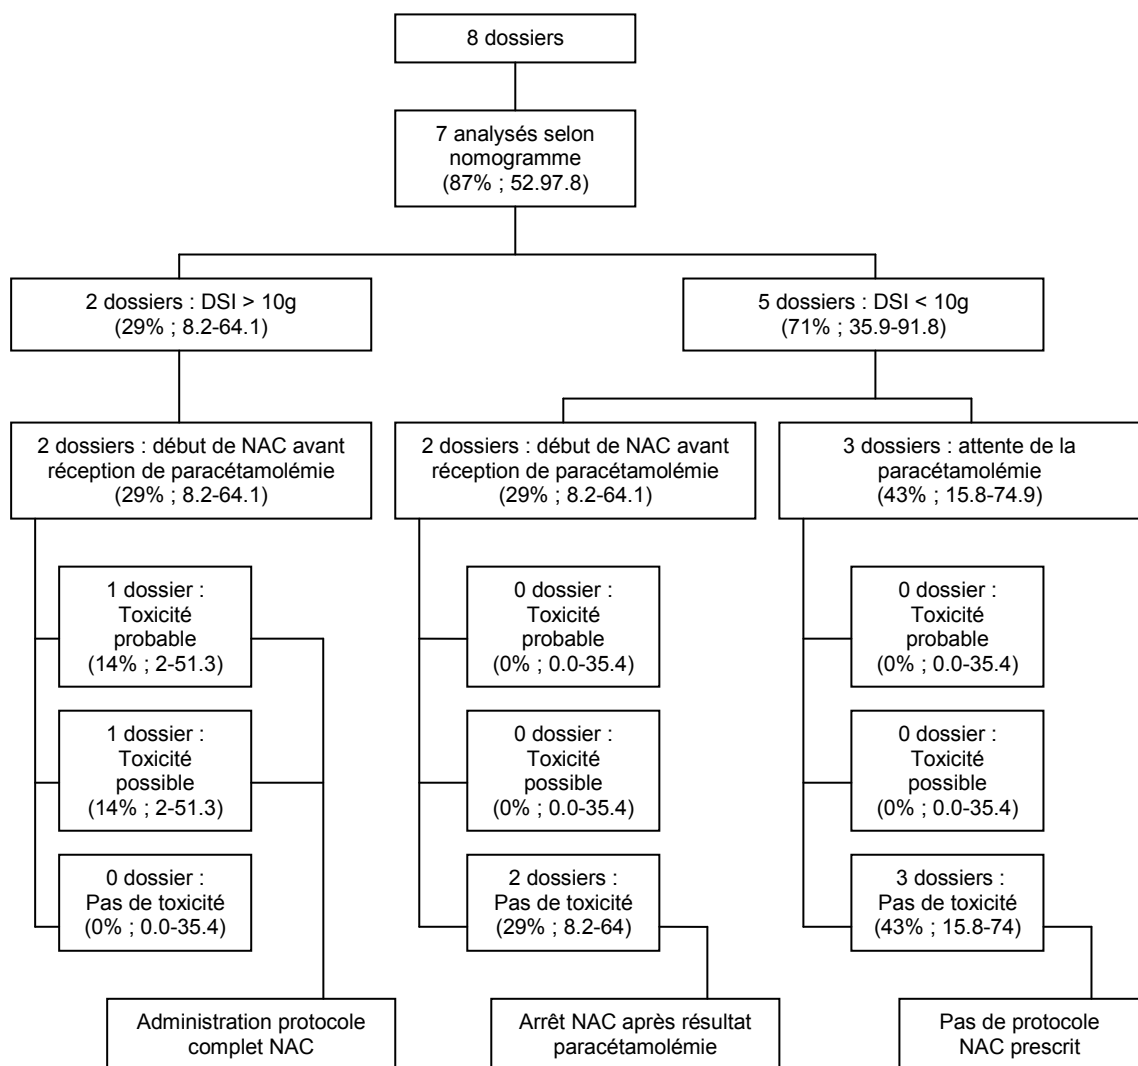 8 dossiers
7 analysés selon
nomogramme
(87% ; 52.97.8)
2 dossiers : DSI > 10g
(29% ; 8.2-64.1)
5 dossiers : DSI < 10g
(71% ; 35.9-91.8)
2 dossiers : début de NAC avant
réception de paracétamolémie
(29% ; 8.2-64.1)
2 dossiers : début de NAC avant
réception de paracétamolémie
(29% ; 8.2-64.1)
3 dossiers : attente de la
paracétamolémie
(43% ; 15.8-74.9)
1 dossier :
Toxicité
probable
(14% ; 2-51.3)
0 dossier :
Toxicité
probable
(0% ; 0.0-35.4)
0 dossier :
Toxicité
probable
(0% ; 0.0-35.4)
1 dossier :
Toxicité
possible
(14% ; 2-51.3)
0 dossier :
Toxicité
possible
(0% ; 0.0-35.4)
0 dossier :
Toxicité
possible
(0% ; 0.0-35.4)
0 dossier :
Pas de toxicité
(0% ; 0.0-35.4)
2 dossiers :
Pas de toxicité
(29% ; 8.2-64)
3 dossiers :
Pas de toxicité
(43% ; 15.8-74)
Administration protocole
complet NAC
Arrêt NAC après résultat
paracétamolémie
Pas de protocole
NAC prescrit